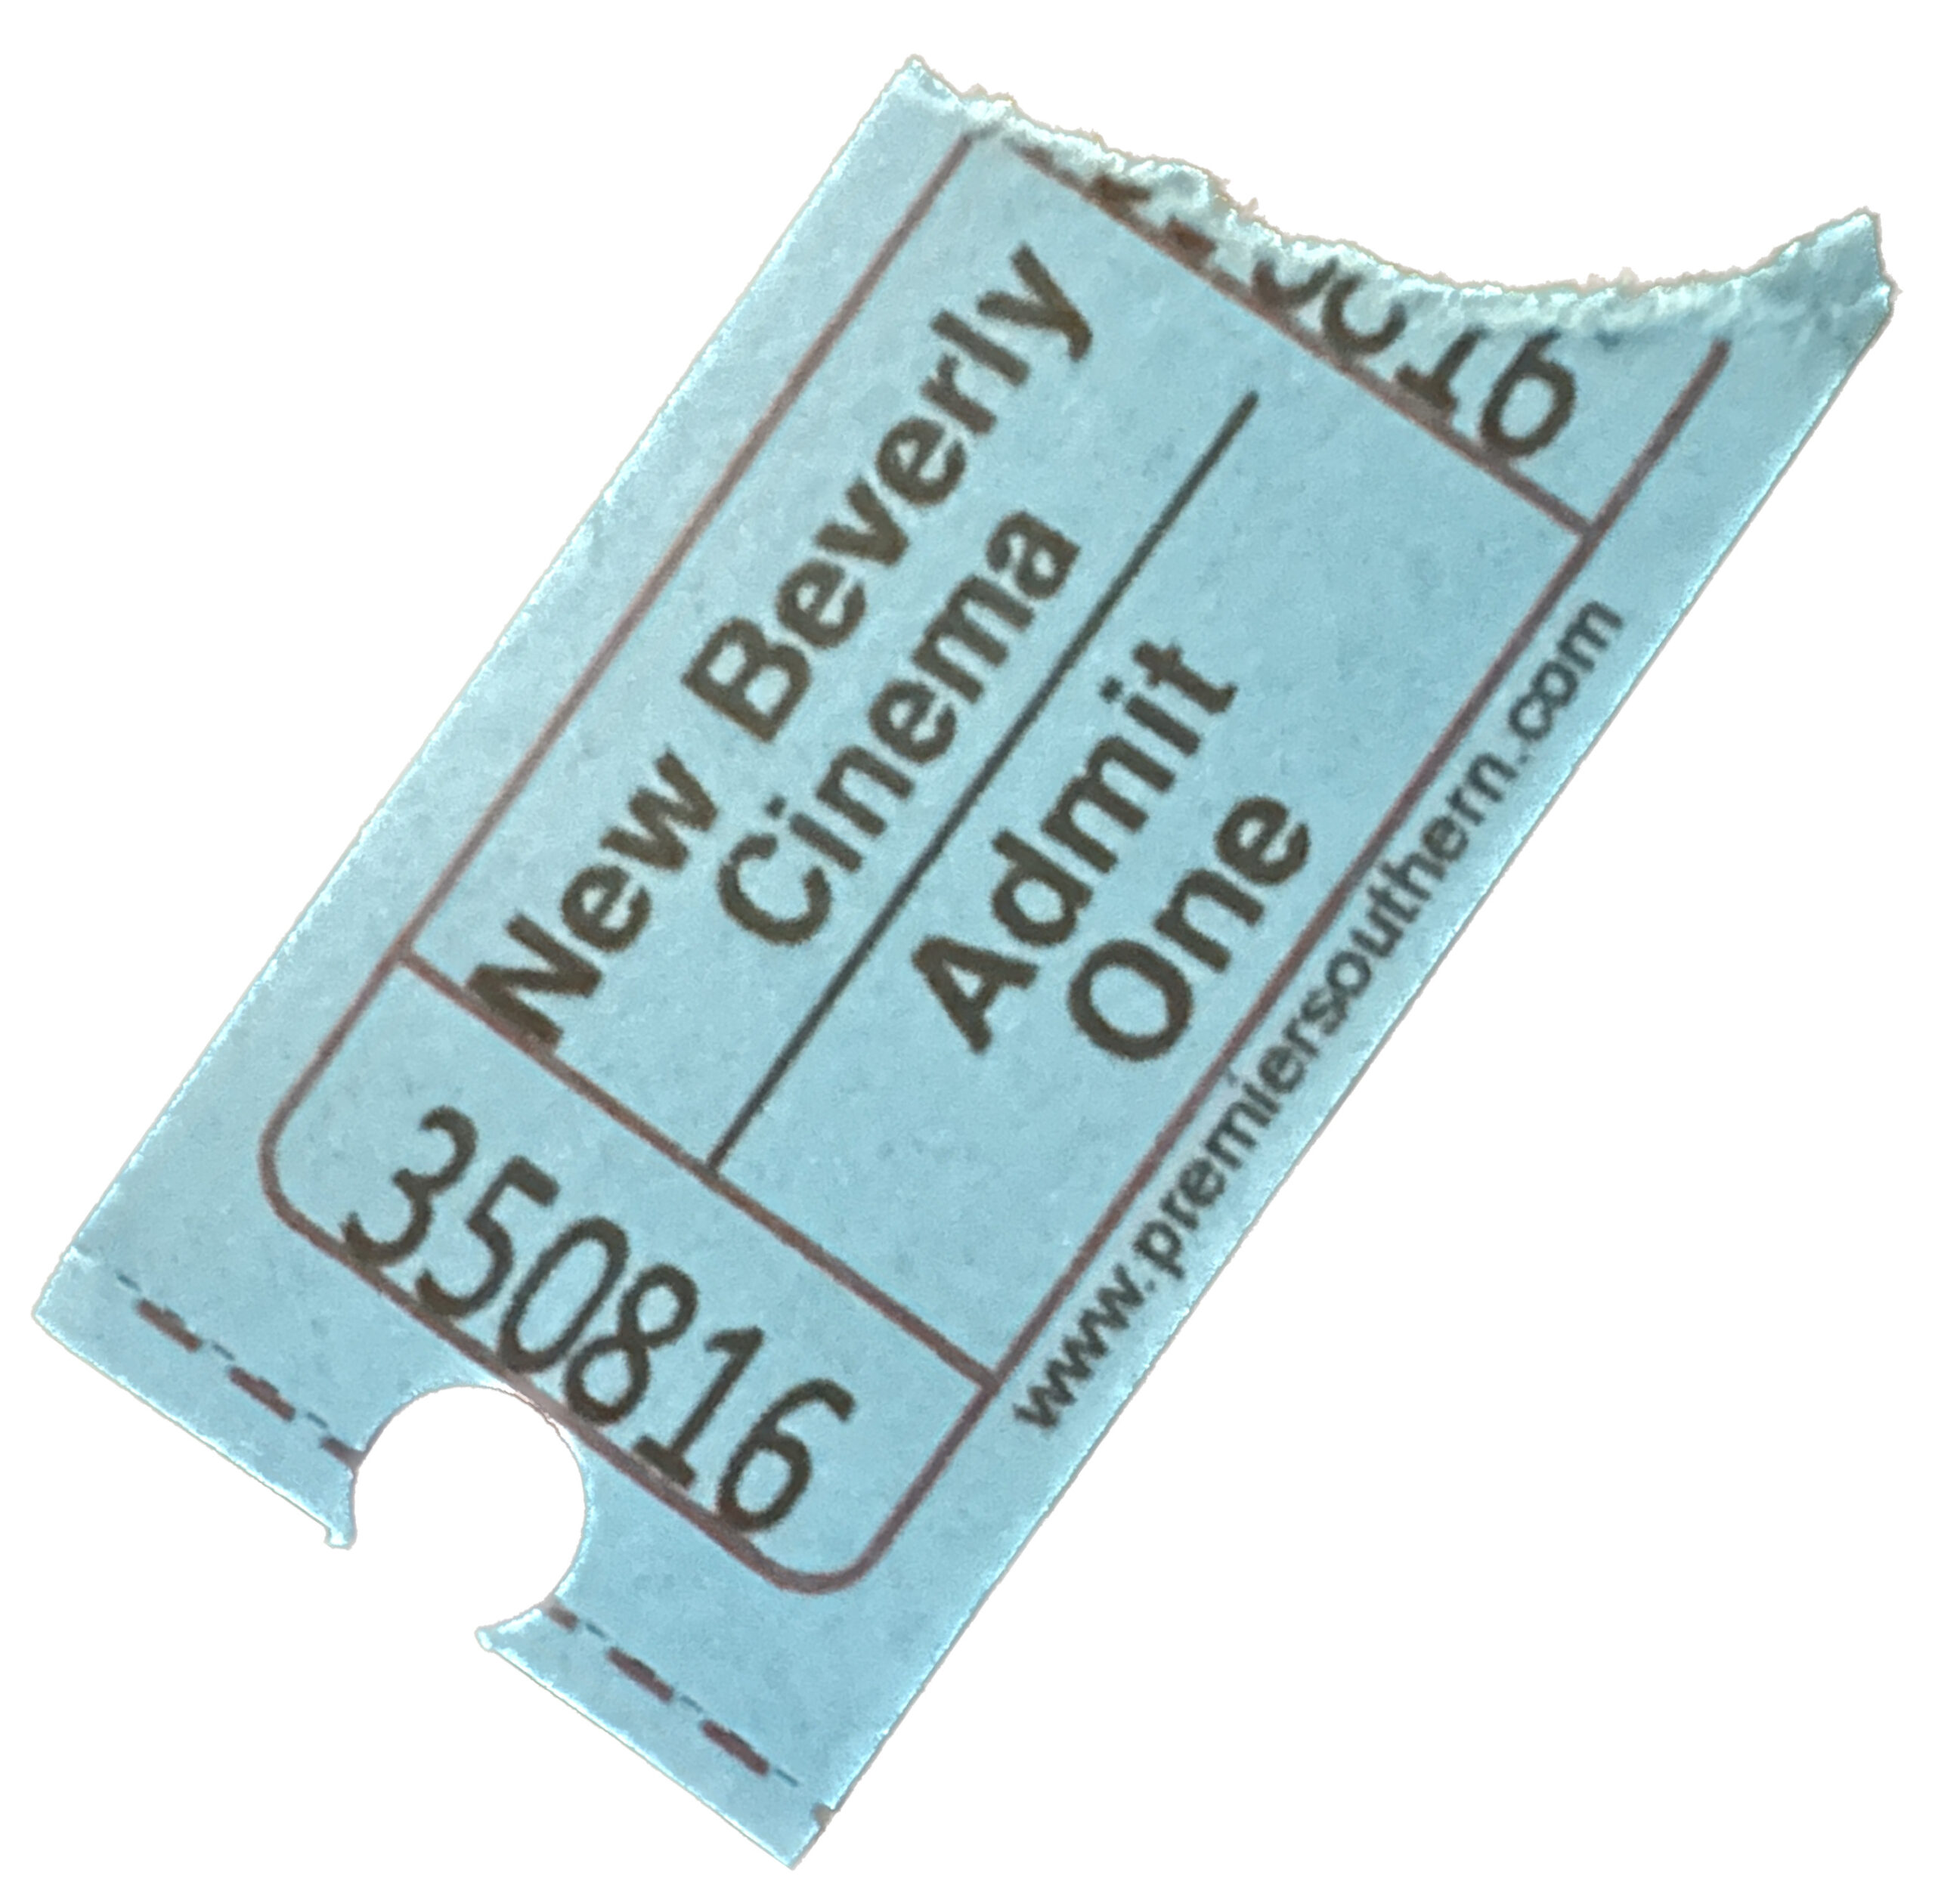 New Beverly
Cinema
Admit
One
350816
www.premiersouthern.com